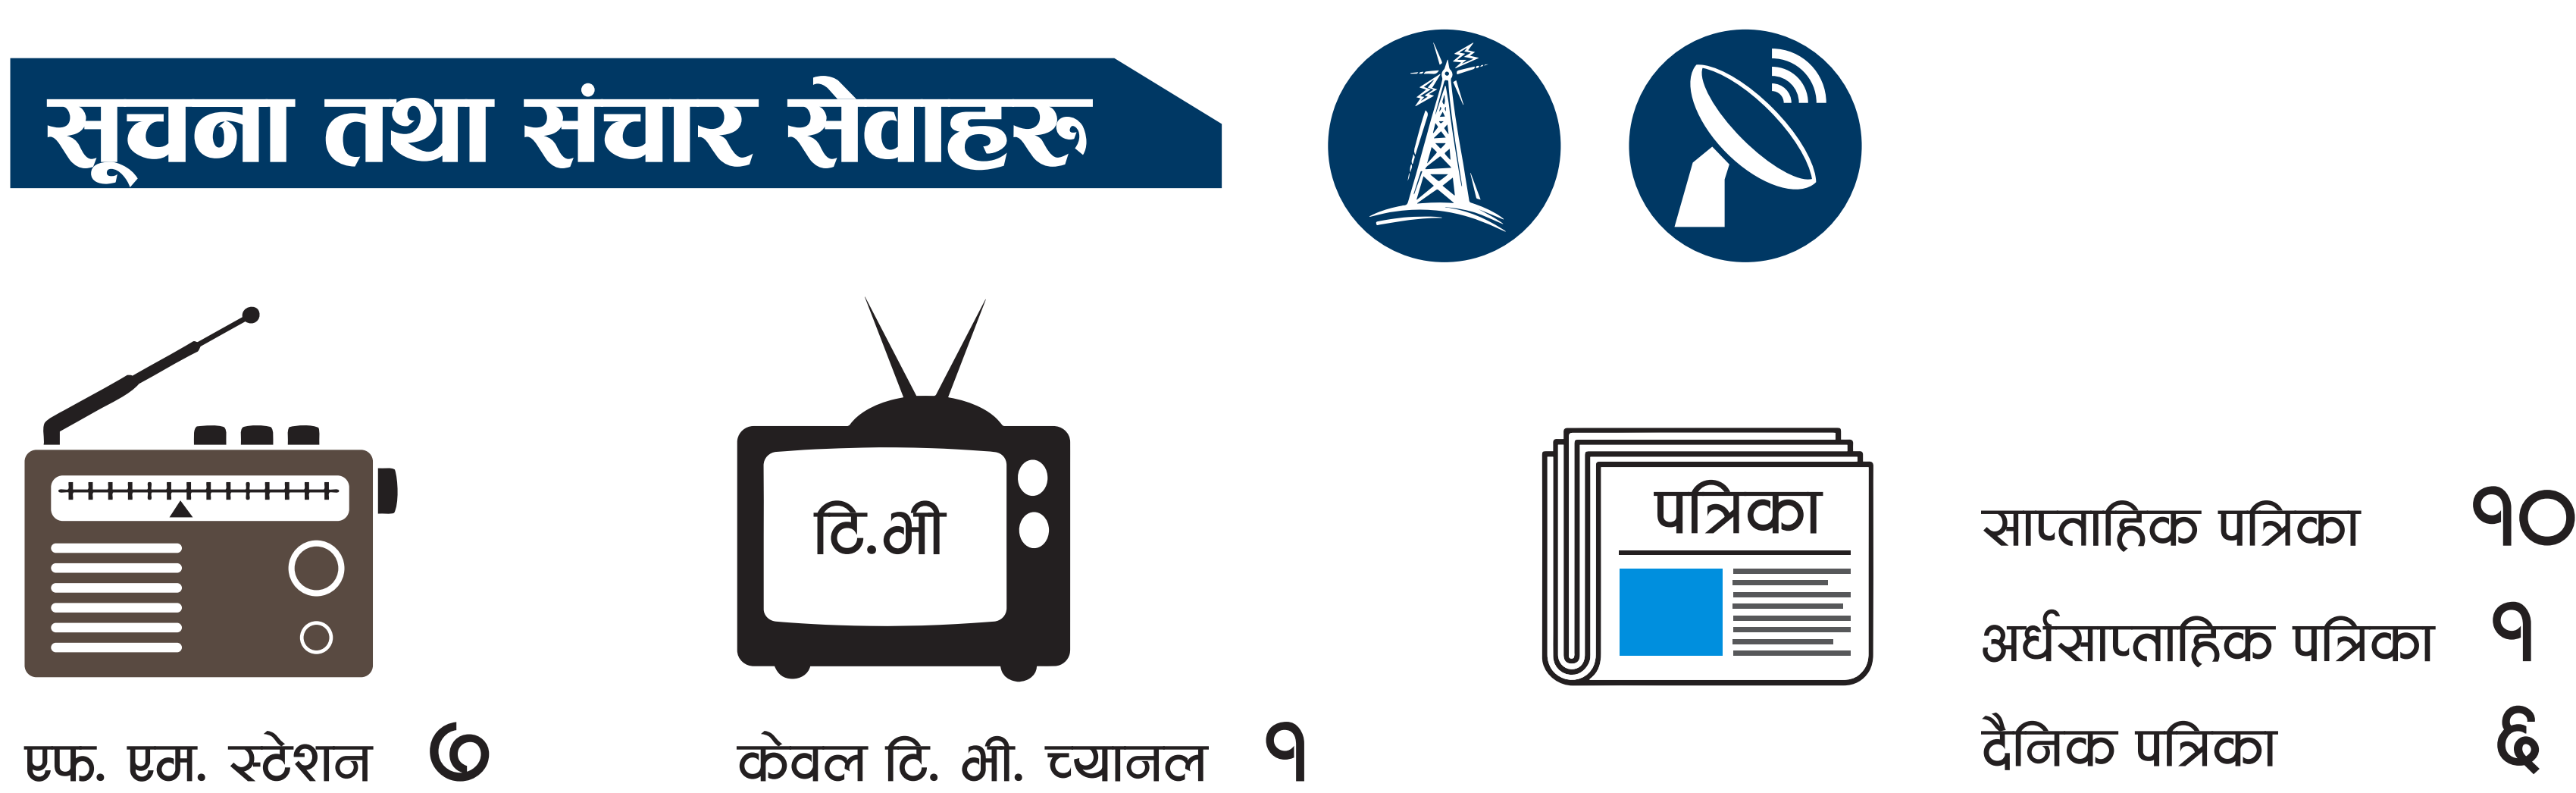 सूचना तथा संचार सेवाहरु
टि.भी
पत्रिका
साप्ताहिक पत्रिका १०
अर्धसाप्ताहिक पत्रिका १
दैनिक पत्रिका ६
एफ. एम. स्टेशन ७
केवल टि. भी. च्यानल १